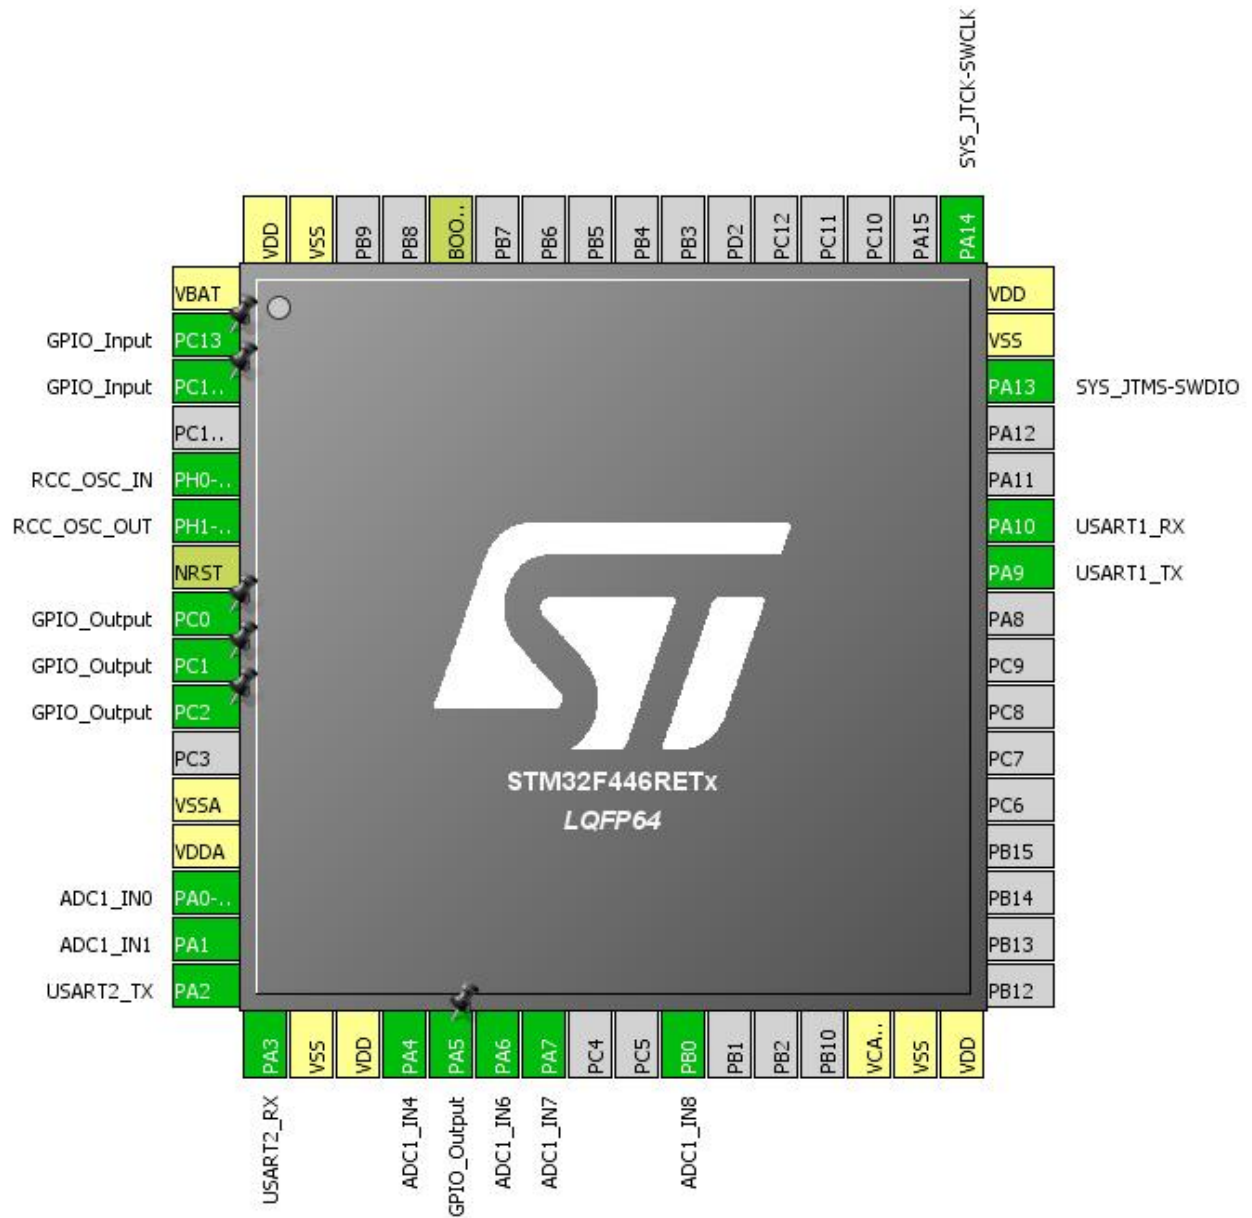 SYS_JTCK-SWCLK
VDD
VSS
PB9
PB8
BOO..
PB7
PB6
PB5
PB4
PB3
PD2
PC12
PC11
PC10
PA15
PA14
VBAT
GPIO_Input PC13
GPIO_Input PC1..
PC1..
RCC_OSC_IN PH0-..
RCC_OSC_OUT PH1-..
NRST
GPIO_Output PC0
GPIO_Output PC1
GPIO_Output PC2
PC3
VSSA
VDDA
ADC1_IN0 PA0-..
ADC1_IN1 PA1
USART2_TX PA2
ST
STM32F446RETx
LQFP64
VDD
VSS
PA13 SYS_JTMS-SWDIO
PA12
PA11
PA10 USART1_RX
PA9 USART1_TX
PA8
PC9
PC8
PC7
PC6
PB15
PB14
PB13
PB12
PA3
VSS
VDD
PA4
PA5
PA6
PA7
PC4
PC5
PB0
PB1
PB2
PB10
VCA..
VSS
VDD
USART2_RX
ADC1_IN4
GPIO_Output
ADC1_IN6
ADC1_IN7
ADC1_IN8